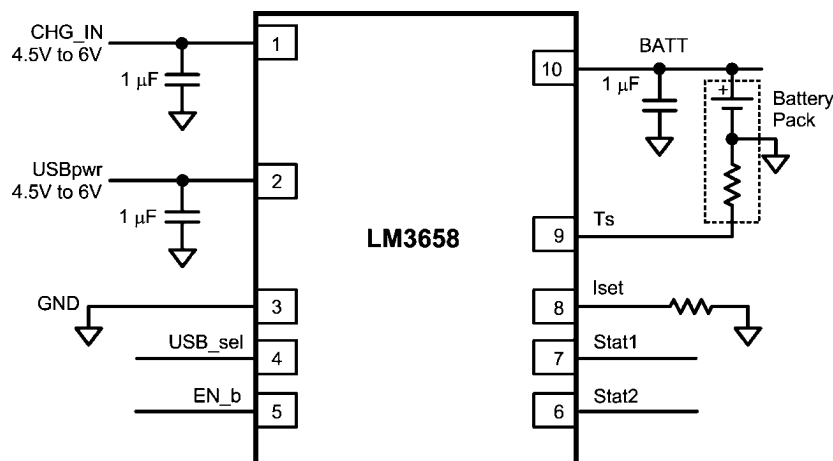 CHG_IN
4.5V to 6V
1 μF
1
USBpwr
4.5V to 6V
1 μF
2
GND
3
USB_sel
4
EN_b
5
LM3658
10
BATT
1 μF
+
Battery
Pack
9
Ts
8
Iset
7
Stat1
6
Stat2